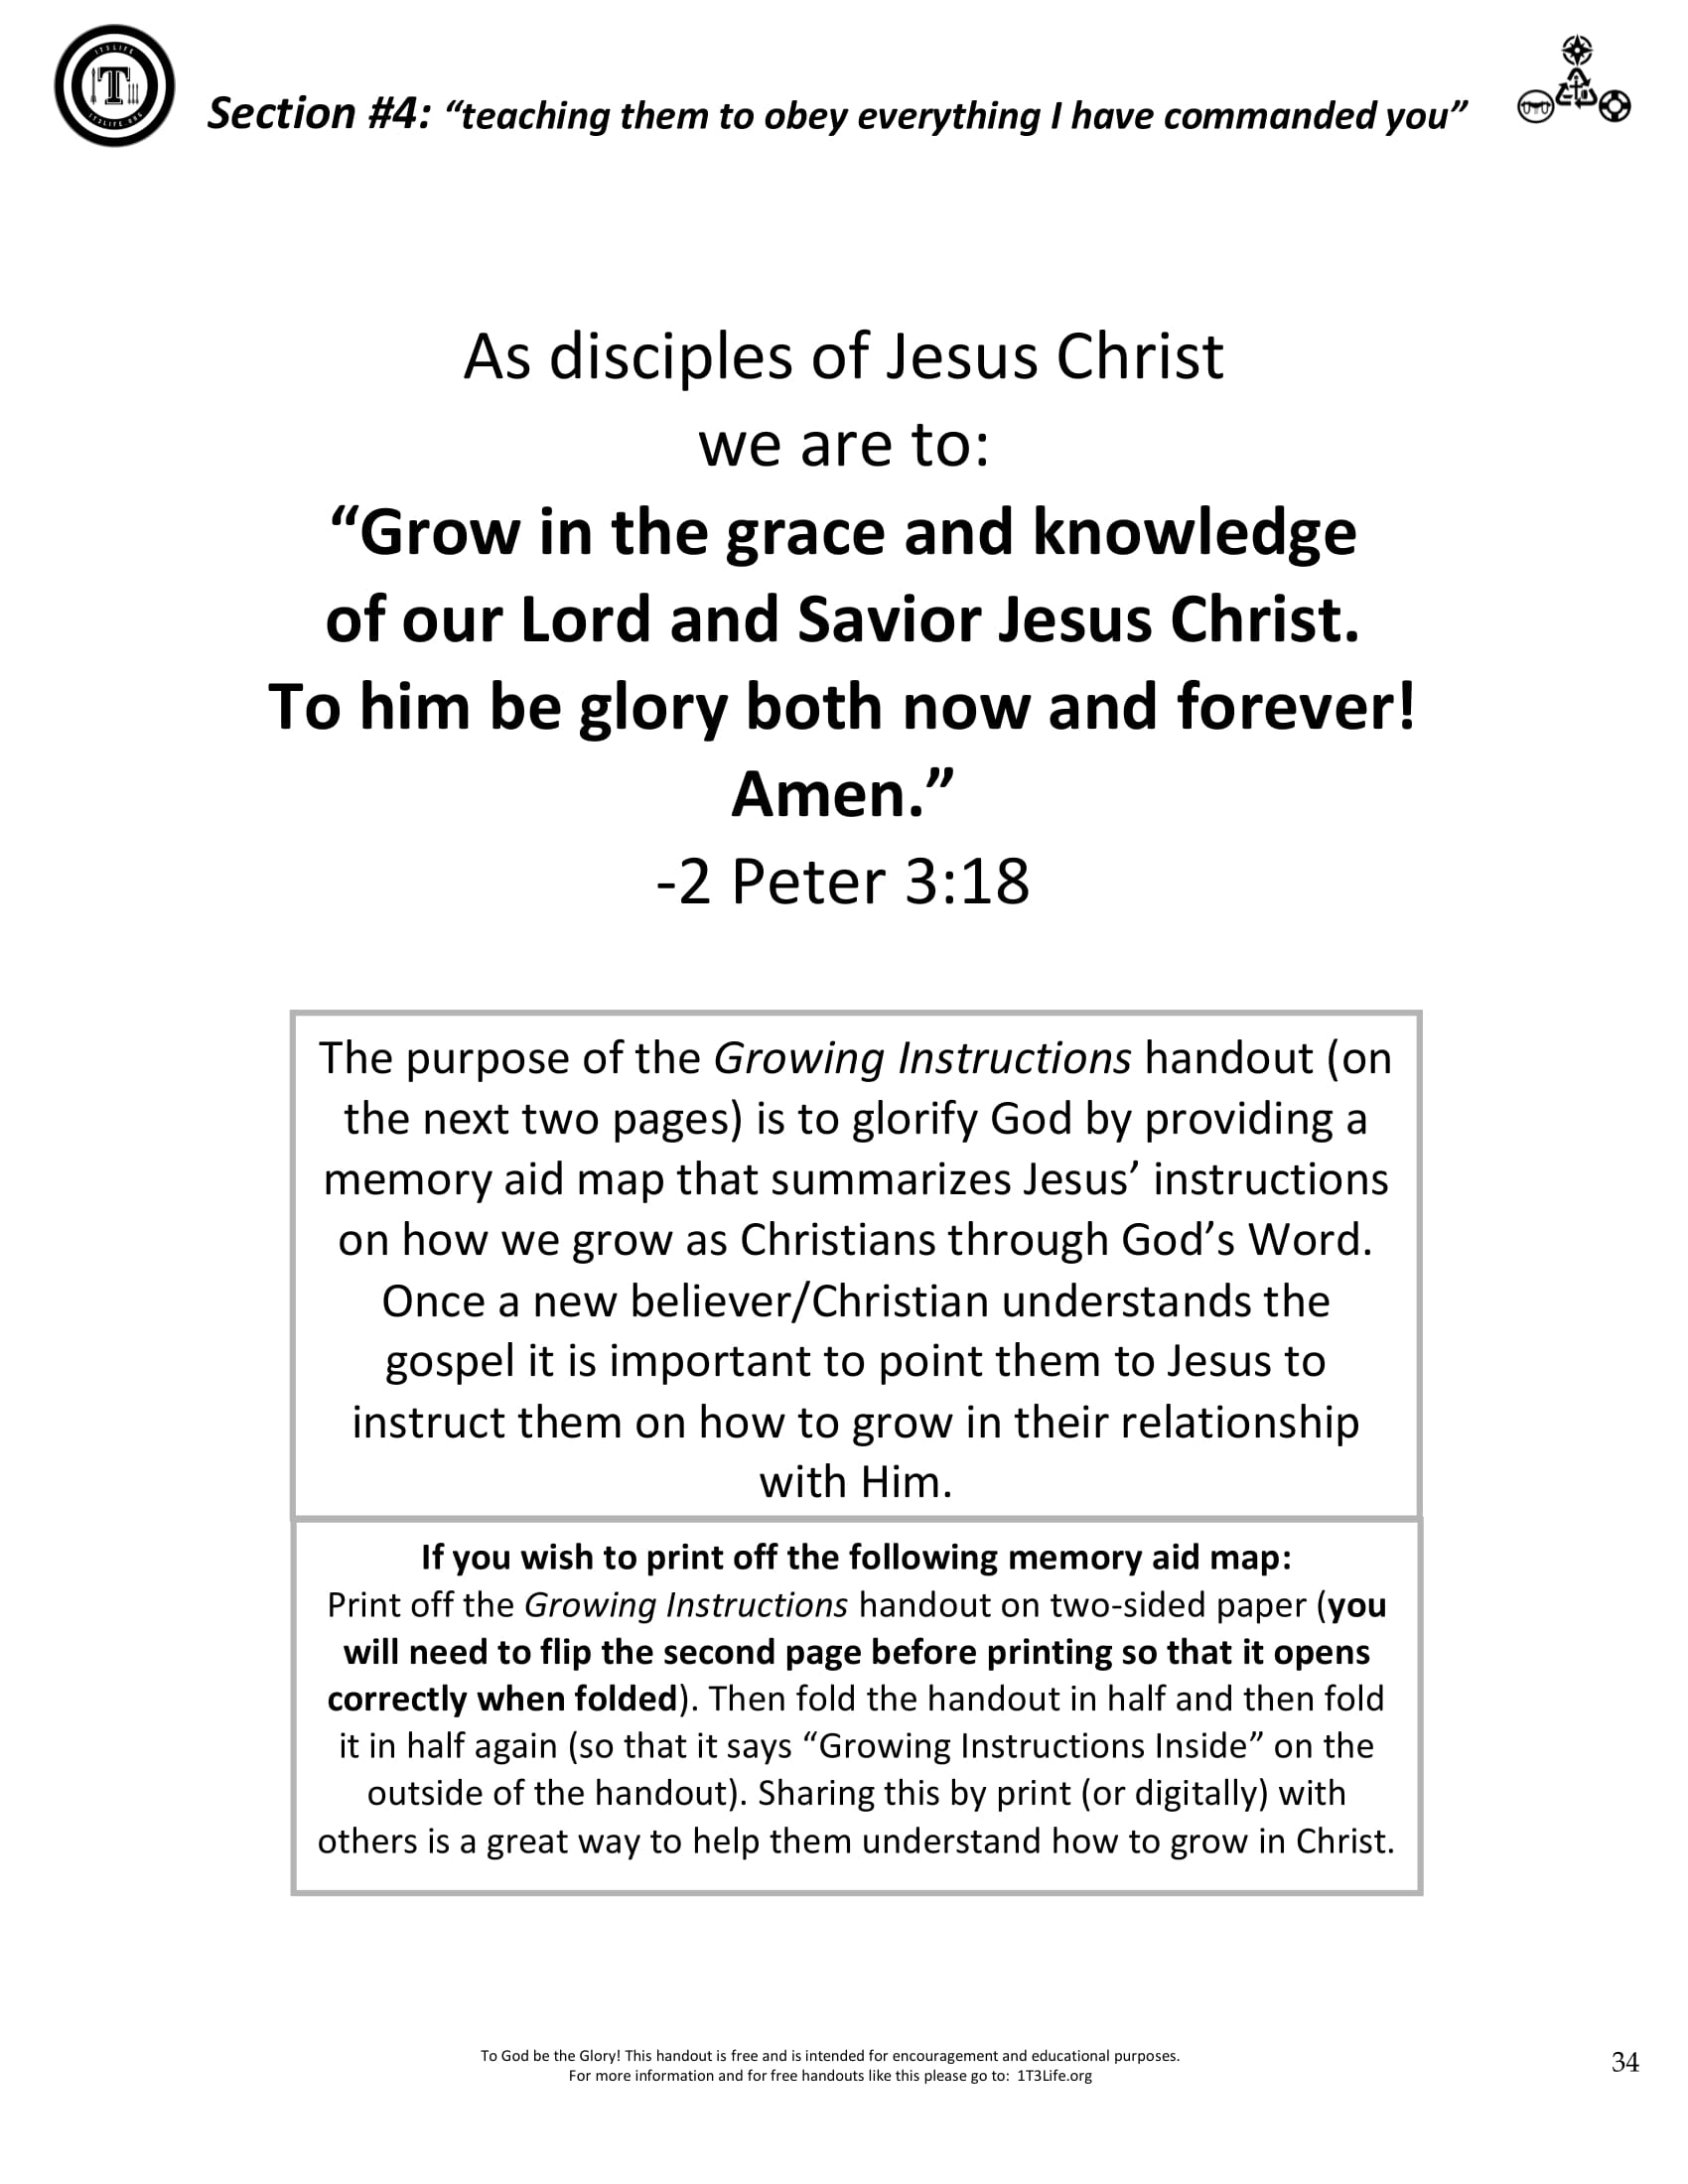 1T3LIFE
T
1T3LIFE.ORG
Section #4: “teaching them to obey everything I have commanded you”
As disciples of Jesus Christ
we are to:
“Grow in the grace and knowledge
of our Lord and Savior Jesus Christ.
To him be glory both now and forever!
Amen.”
-2 Peter 3:18
The purpose of the Growing Instructions handout (on
the next two pages) is to glorify God by providing a
memory aid map that summarizes Jesus’ instructions
on how we grow as Christians through God’s Word.
Once a new believer/Christian understands the
gospel it is important to point them to Jesus to
instruct them on how to grow in their relationship
with Him.
If you wish to print off the following memory aid map:
Print off the Growing Instructions handout on two-sided paper (you
will need to flip the second page before printing so that it opens
correctly when folded). Then fold the handout in half and then fold
it in half again (so that it says “Growing Instructions Inside” on the
outside of the handout). Sharing this by print (or digitally) with
others is a great way to help them understand how to grow in Christ.
To God be the Glory! This handout is free and is intended for encouragement and educational purposes.
For more information and for free handouts like this please go to:  1T3Life.org
34